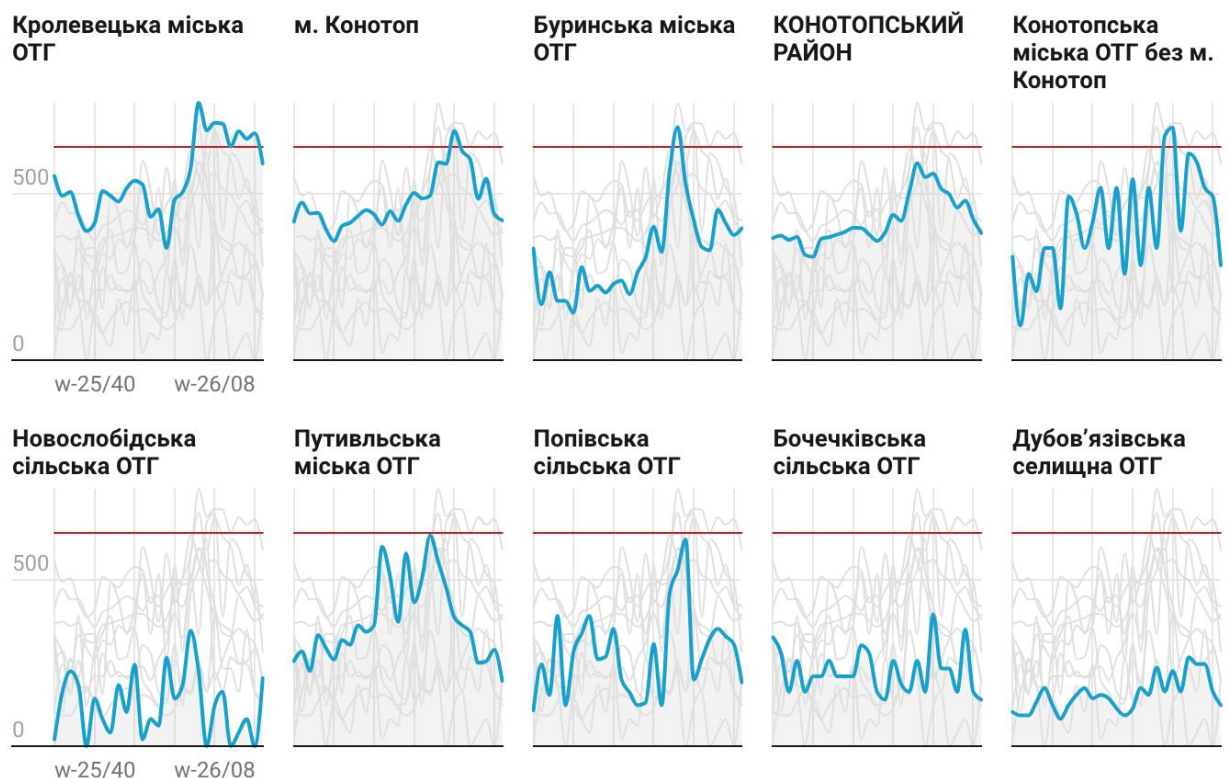 Кролевецька міська
ОТГ
м. Конотоп
Буринська міська
ОТГ
КОНОТОПСЬКИЙ
РАЙОН
Конотопська
міська ОТГ без м.
Конотоп
500
0
w-25/40
w-26/08
Новослобідська
сільська ОТГ
Путивльська
міська ОТГ
Попівська
сільська ОТГ
Бочечківська
сільська ОТГ
Дубов’язівська
селищна ОТГ
500
0
w-25/40
w-26/08